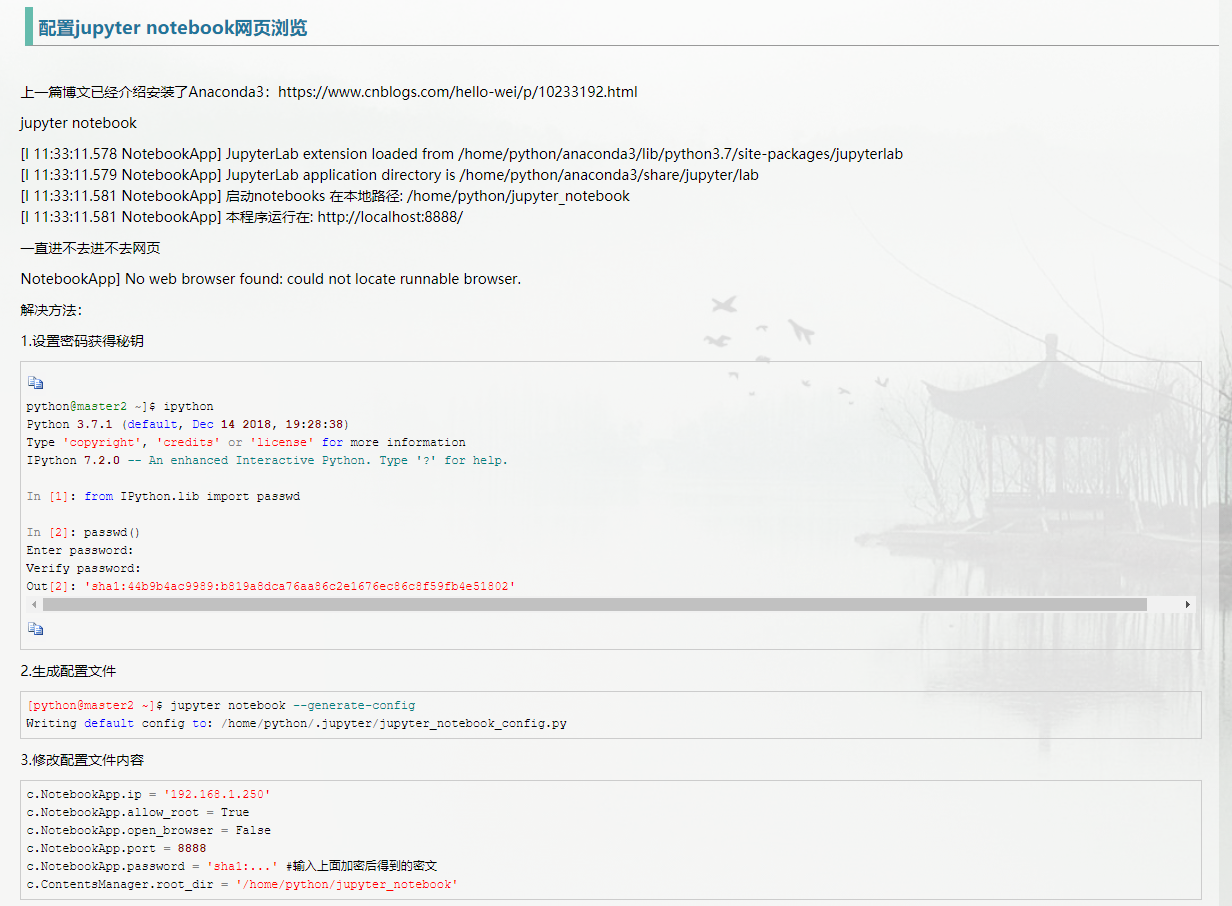 配置jupyter notebook网页浏览
上一篇博文已经介绍安装了Anaconda3：https://www.cnblogs.com/hello-wei/p/10233192.html
jupyter notebook
[I 11:33:11.578 NotebookApp] JupyterLab extension loaded from /home/python/anaconda3/lib/python3.7/site-packages/jupyterlab
[I 11:33:11.579 NotebookApp] JupyterLab application directory is /home/python/anaconda3/share/jupyter/lab
[I 11:33:11.581 NotebookApp] 启动notebooks 在本地路径: /home/python/jupyter_notebook
[I 11:33:11.581 NotebookApp] 本程序运行在: http://localhost:8888/
一直进不去进不去网页
NotebookApp] No web browser found: could not locate runnable browser.
解决方法：
1.设置密码获得秘钥
python@master2 ~]$ ipython
Python 3.7.1 (default, Dec 14 2018, 19:28:38)
Type 'copyright', 'credits' or 'license' for more information
IPython 7.2.0 -- An enhanced Interactive Python. Type '?' for help.
In [1]: from IPython.lib import passwd
In [2]: passwd()
Enter password:
Verify password:
Out[2]: 'sha1:44b9b4ac9989:b819a8dca76aa86c2e1676ec86c8f59fb4e51802'
2.生成配置文件
[python@master2 ~]$ jupyter notebook --generate-config
Writing default config to: /home/python/.jupyter/jupyter_notebook_config.py
3.修改配置文件内容
c.NotebookApp.ip = '192.168.1.250'
c.NotebookApp.allow_root = True
c.NotebookApp.open_browser = False
c.NotebookApp.port = 8888
c.NotebookApp.password = 'sha1:...' #输入上面加密后得到的密文
c.ContentsManager.root_dir = '/home/python/jupyter_notebook'